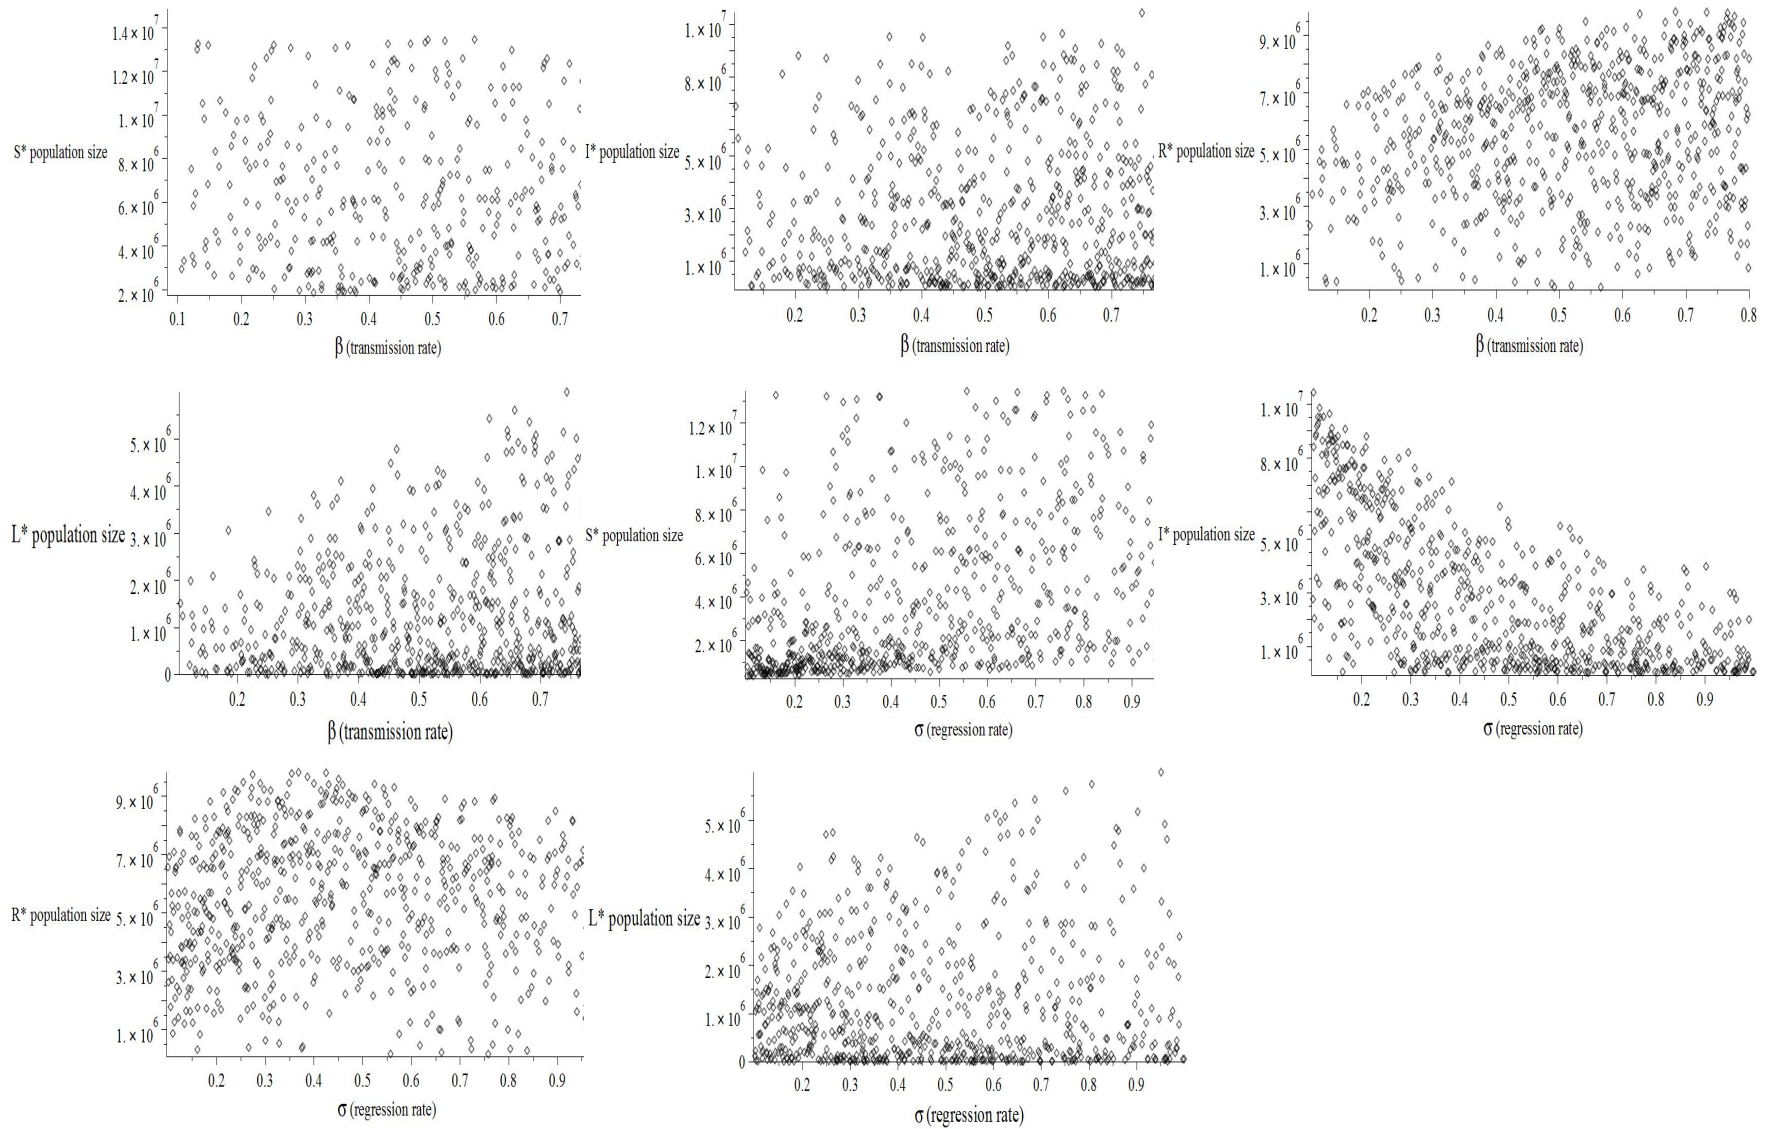 1.4 × 10^7
1.2 × 10^7
1. × 10^7
8. × 10^6
6. × 10^6
4. × 10^6
2. × 10^6
S* population size
0.1 0.2 0.3 0.4 0.5 0.6 0.7
β (transmission rate)
1. × 10^7
8. × 10^6
5. × 10^6
3. × 10^6
1. × 10^6
I* population size
0.2 0.3 0.4 0.5 0.6 0.7
β (transmission rate)
9. × 10^6
7. × 10^6
5. × 10^6
3. × 10^6
1. × 10^6
R* population size
0.2 0.3 0.4 0.5 0.6 0.7 0.8
β (transmission rate)
5. × 10^6
4. × 10^6
3. × 10^6
2. × 10^6
1. × 10^6
0
L* population size
0.2 0.3 0.4 0.5 0.6 0.7
β (transmission rate)
1.2 × 10^7
1. × 10^7
8. × 10^6
6. × 10^6
4. × 10^6
2. × 10^6
S* population size
0.2 0.3 0.4 0.5 0.6 0.7 0.8 0.9
σ (regression rate)
1. × 10^7
8. × 10^6
5. × 10^6
3. × 10^6
1. × 10^6
I* population size
0.2 0.3 0.4 0.5 0.6 0.7 0.8 0.9
σ (regression rate)
9. × 10^6
7. × 10^6
5. × 10^6
3. × 10^6
1. × 10^6
R* population size
0.2 0.3 0.4 0.5 0.6 0.7 0.8 0.9
σ (regression rate)
5. × 10^6
4. × 10^6
3. × 10^6
2. × 10^6
1. × 10^6
0
L* population size
0.2 0.3 0.4 0.5 0.6 0.7 0.8 0.9
σ (regression rate)